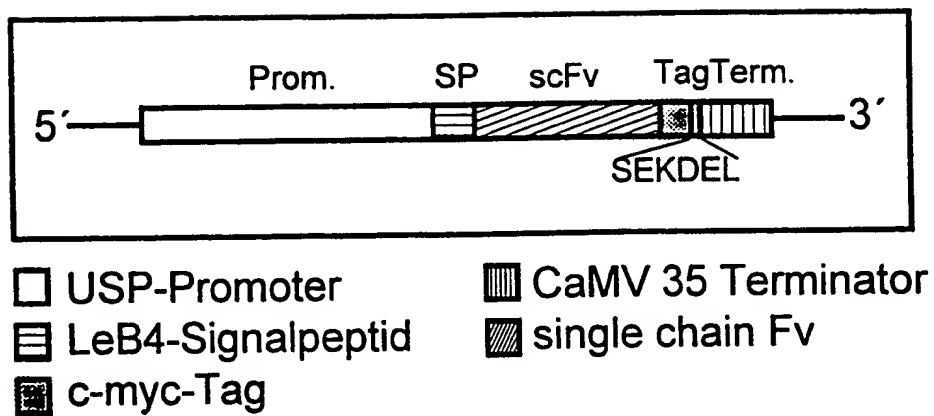 Prom. SP scFv TagTerm.
5´ 3´
SEKDEL
USP-Promoter
LeB4-Signalpeptid
c-myc-Tag
CaMV 35 Terminator
single chain Fv